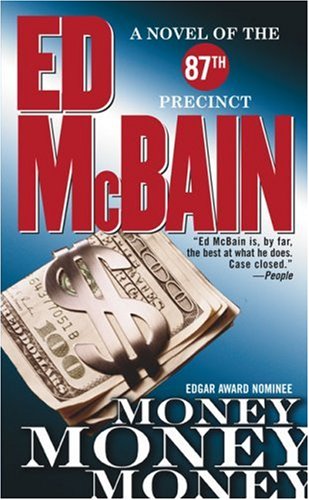 ED
McBAIN
A NOVEL OF THE
87TH
PRECINCT
"Ed McBain is, by far,
the best at what he does.
Case closed."
—People
100
EDGAR AWARD NOMINEE
MONEY
MONEY
MONEY